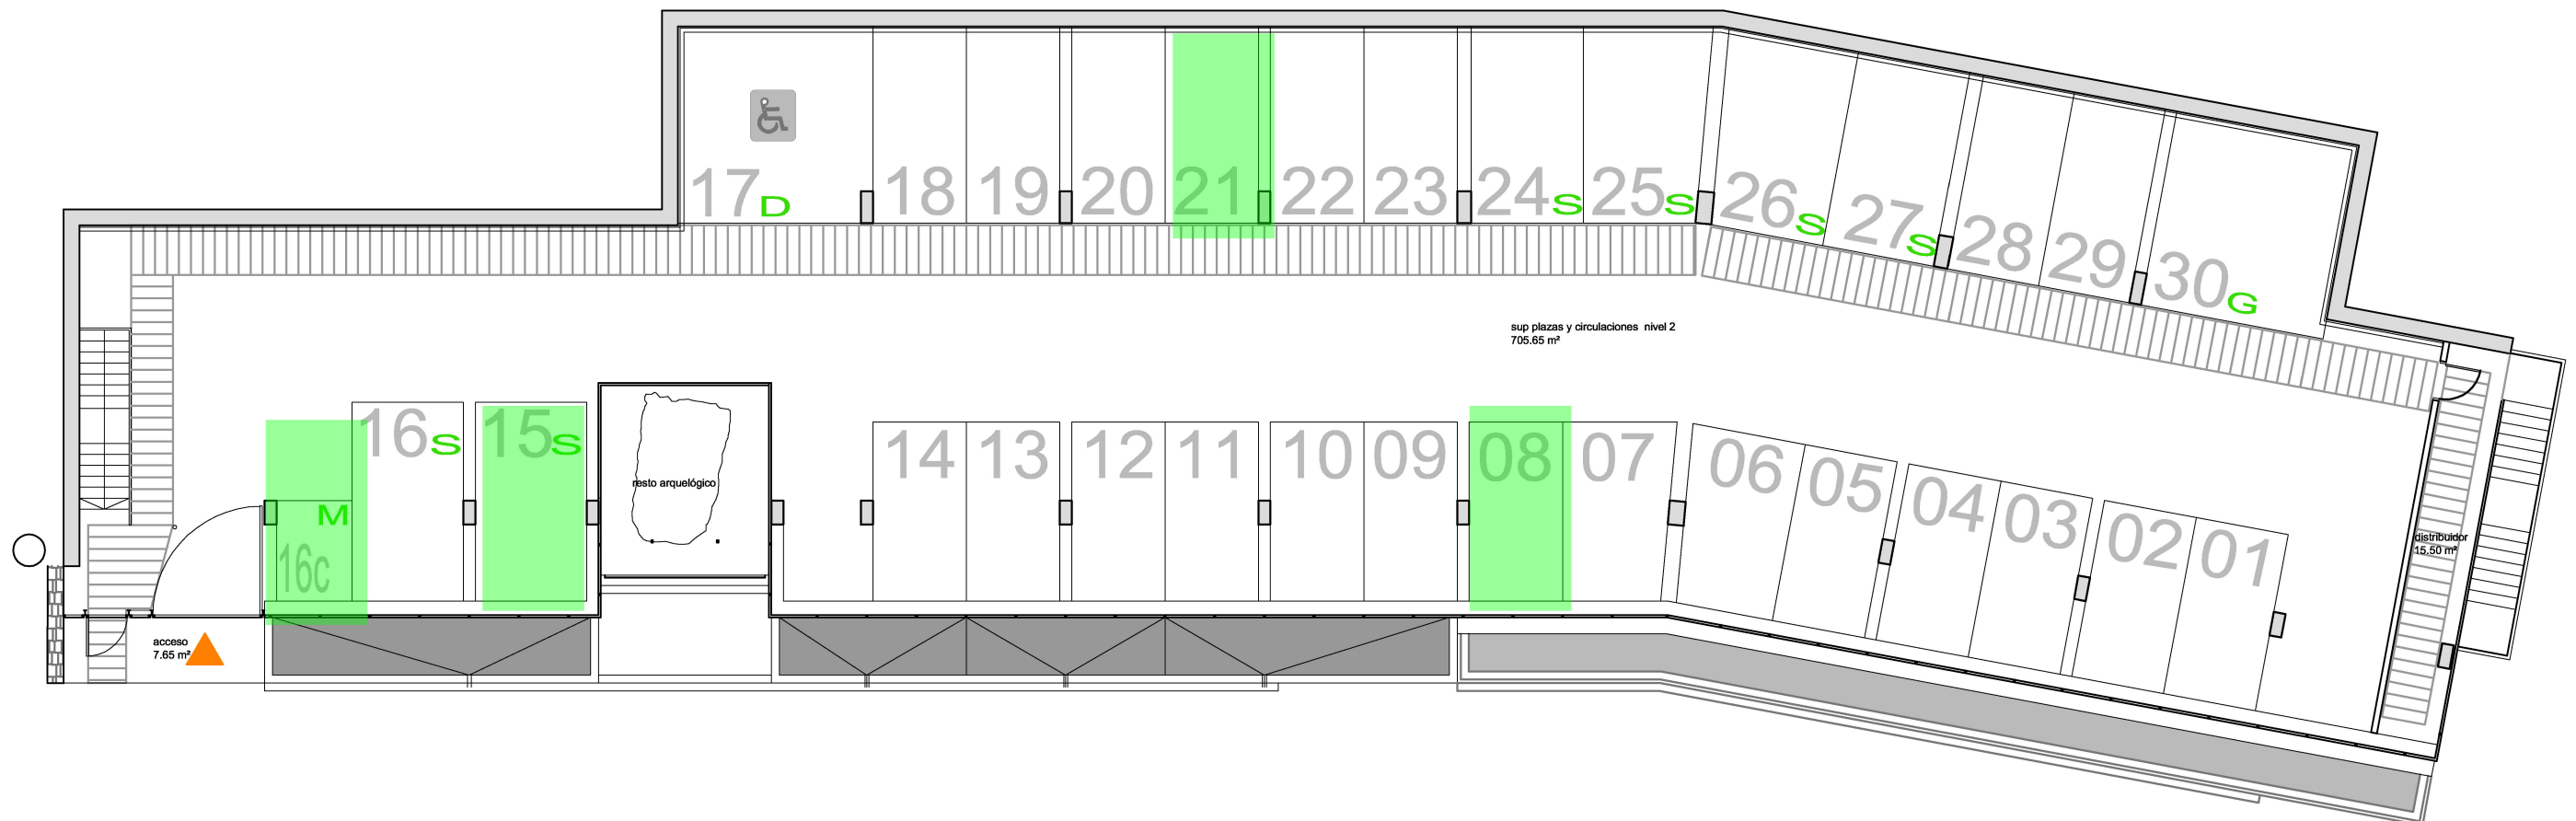 17D
18
19
20
21
22
23
24S
25S
26S
27S
28
29
30G
sup plazas y circulaciones nivel 2
705.65 m²
16S
15S
resto arquelógico
14
13
12
11
10
09
08
07
06
05
04
03
02
01
M
16c
distribuidor
15.50 m²
acceso
7.65 m²